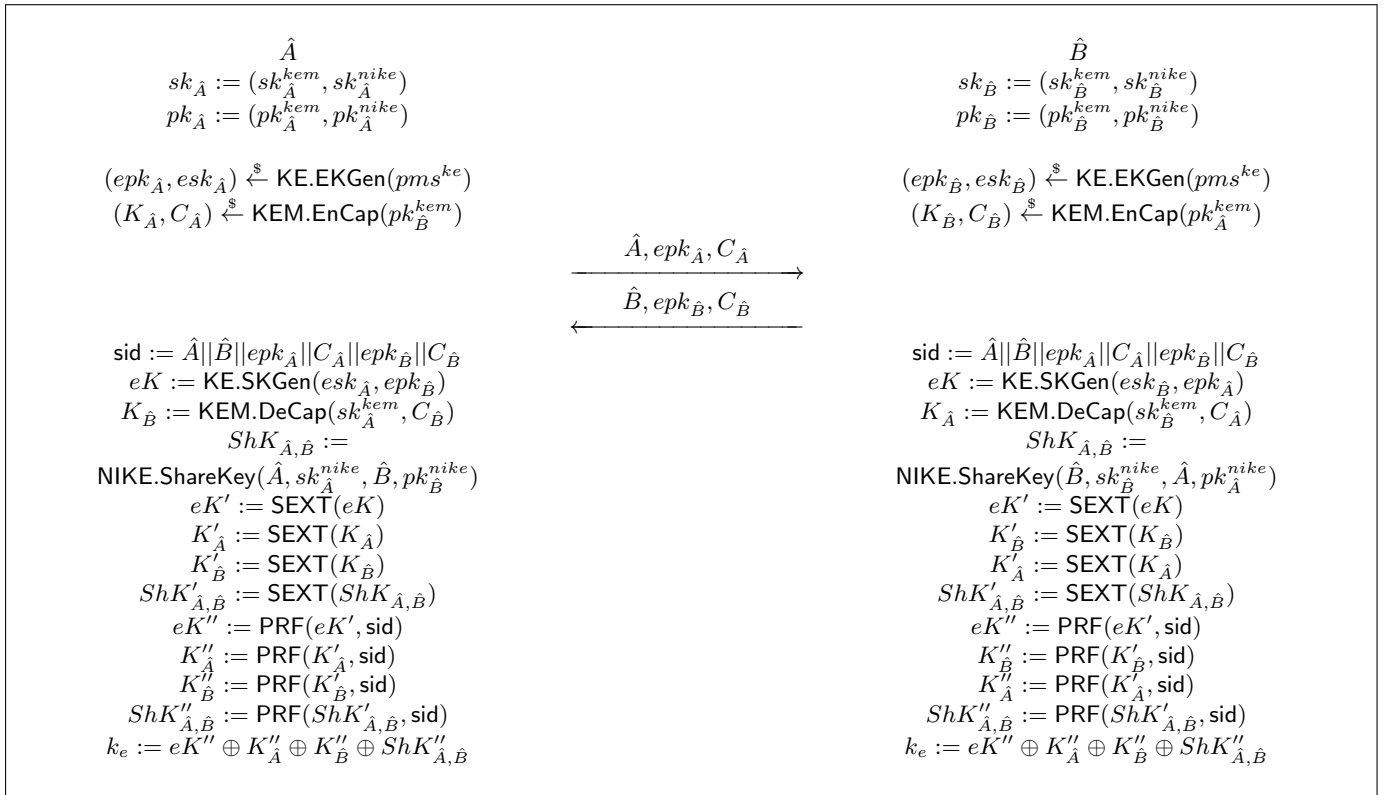 Â B̂
sk_Â := (sk_Â^kem, sk_Â^nike) sk_B̂ := (sk_B̂^kem, sk_B̂^nike)
pk_Â := (pk_Â^kem, pk_Â^nike) pk_B̂ := (pk_B̂^kem, pk_B̂^nike)
(epk_Â, esk_Â) ←$ KE.EKGen(pms^ke) (epk_B̂, esk_B̂) ←$ KE.EKGen(pms^ke)
(K_Â, C_Â) ←$ KEM.EnCap(pk_B̂^kem) (K_B̂, C_B̂) ←$ KEM.EnCap(pk_Â^kem)
Â, epk_Â, C_Â
B̂, epk_B̂, C_B̂
sid := Â||B̂||epk_Â||C_Â||epk_B̂||C_B̂ sid := Â||B̂||epk_Â||C_Â||epk_B̂||C_B̂
eK := KE.SKGen(esk_Â, epk_B̂) eK := KE.SKGen(esk_B̂, epk_Â)
K_B̂ := KEM.DeCap(sk_Â^kem, C_B̂) K_Â := KEM.DeCap(sk_B̂^kem, C_Â)
ShK_Â,B̂ := ShK_Â,B̂ :=
NIKE.ShareKey(Â, sk_Â^nike, B̂, pk_B̂^nike) NIKE.ShareKey(B̂, sk_B̂^nike, Â, pk_Â^nike)
eK′ := SEXT(eK) eK′ := SEXT(eK)
K′_Â := SEXT(K_Â) K′_B̂ := SEXT(K_B̂)
K′_B̂ := SEXT(K_B̂) K′_Â := SEXT(K_Â)
ShK′_Â,B̂ := SEXT(ShK_Â,B̂) ShK′_Â,B̂ := SEXT(ShK_Â,B̂)
eK″ := PRF(eK′, sid) eK″ := PRF(eK′, sid)
K″_Â := PRF(K′_Â, sid) K″_B̂ := PRF(K′_B̂, sid)
K″_B̂ := PRF(K′_B̂, sid) K″_Â := PRF(K′_Â, sid)
ShK″_Â,B̂ := PRF(ShK′_Â,B̂, sid) ShK″_Â,B̂ := PRF(ShK′_Â,B̂, sid)
k_e := eK″ ⊕ K″_Â ⊕ K″_B̂ ⊕ ShK″_Â,B̂ k_e := eK″ ⊕ K″_Â ⊕ K″_B̂ ⊕ ShK″_Â,B̂